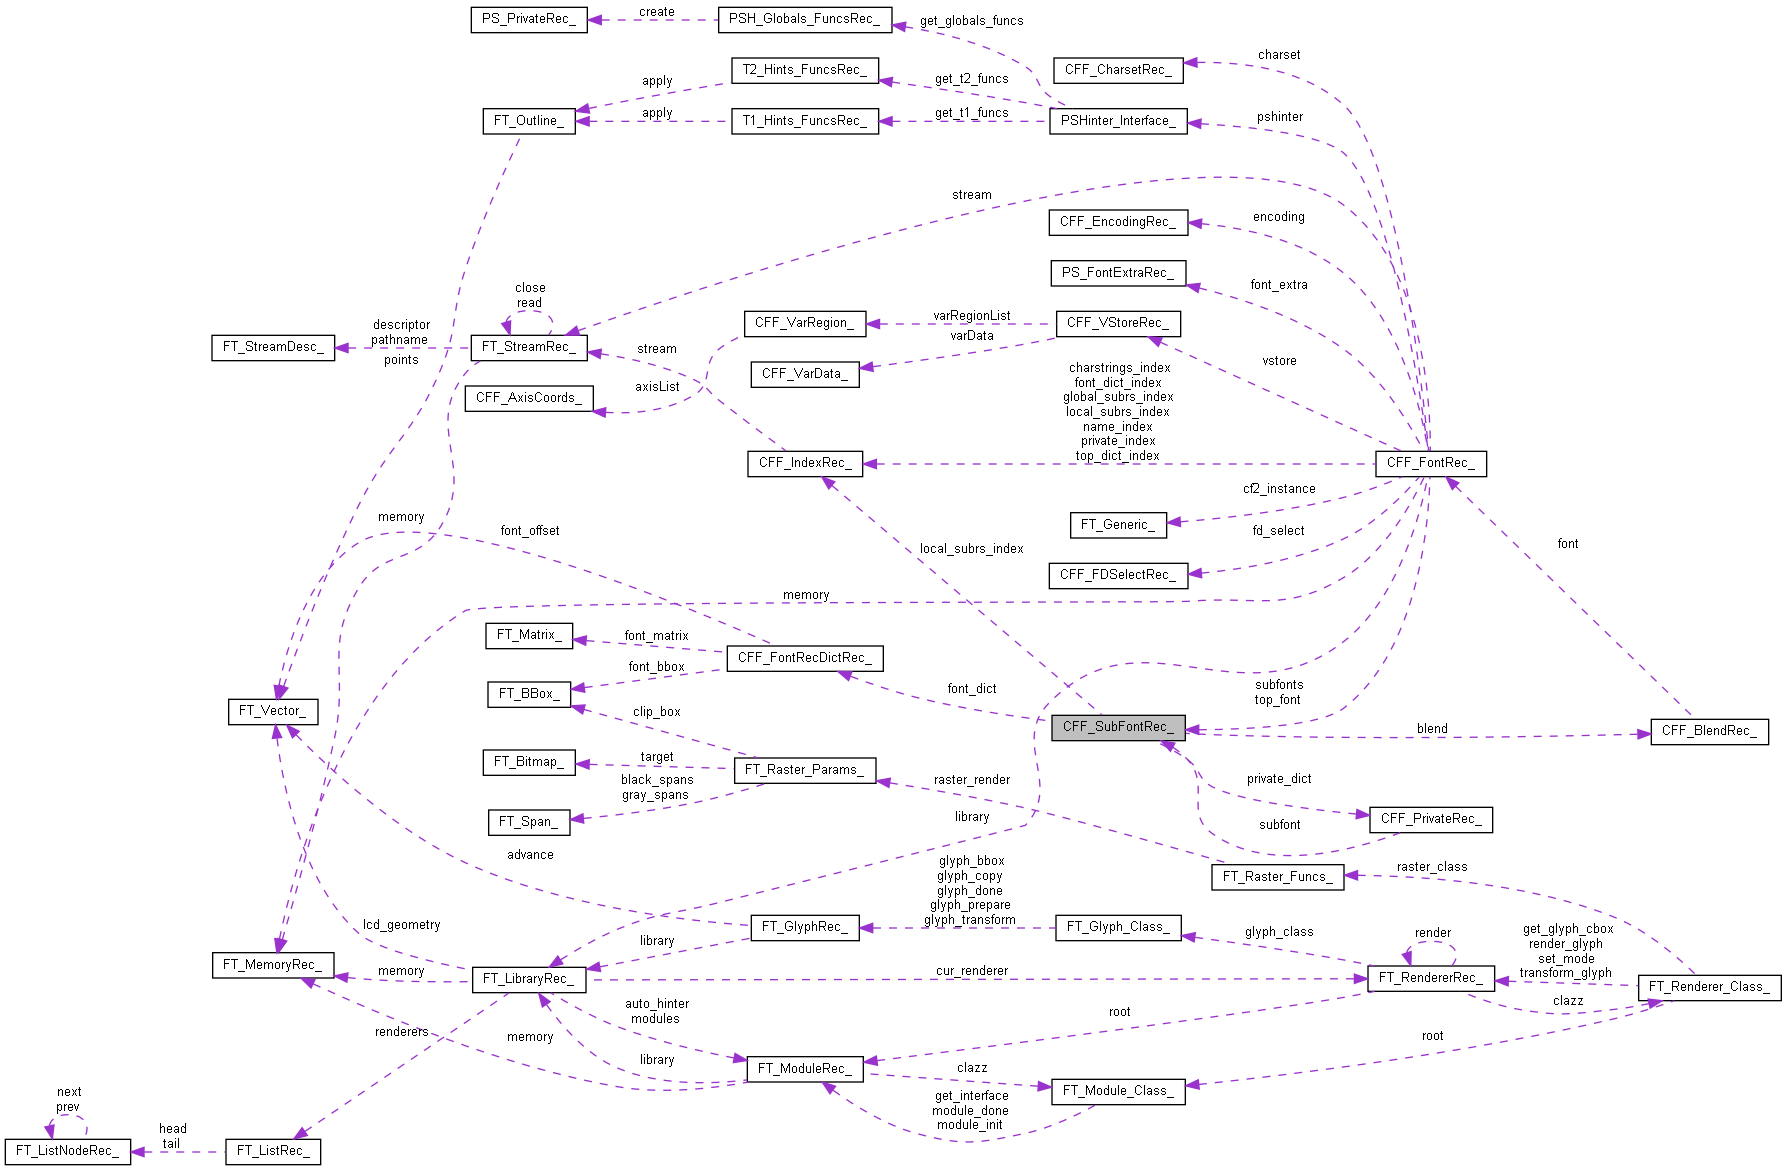 PS_PrivateRec_
create
PSH_Globals_FuncsRec_
get_globals_funcs
T2_Hints_FuncsRec_
get_t2_funcs
CFF_CharsetRec_
charset
apply
FT_Outline_
apply
T1_Hints_FuncsRec_
get_t1_funcs
PSHinter_Interface_
pshinter
stream
CFF_EncodingRec_
encoding
PS_FontExtraRec_
font_extra
close
read
descriptor
pathname
FT_StreamDesc_
FT_StreamRec_
points
stream
CFF_VarRegion_
varRegionList
varData
CFF_VStoreRec_
vstore
CFF_VarData_
CFF_AxisCoords_
axisList
charstrings_index
font_dict_index
global_subrs_index
local_subrs_index
name_index
private_index
top_dict_index
CFF_IndexRec_
CFF_FontRec_
cf2_instance
FT_Generic_
memory
font_offset
fd_select
font
local_subrs_index
CFF_FDSelectRec_
memory
FT_Matrix_
font_matrix
CFF_FontRecDictRec_
font_bbox
FT_BBox_
font_dict
subfonts
top_font
FT_Vector_
clip_box
CFF_SubFontRec_
blend
CFF_BlendRec_
FT_Bitmap_
target
FT_Raster_Params_
black_spans
gray_spans
raster_render
private_dict
FT_Span_
library
subfont
CFF_PrivateRec_
advance
glyph_bbox
glyph_copy
glyph_done
glyph_prepare
glyph_transform
FT_Raster_Funcs_
raster_class
lcd_geometry
FT_GlyphRec_
FT_Glyph_Class_
glyph_class
render
get_glyph_cbox
render_glyph
set_mode
transform_glyph
library
FT_MemoryRec_
memory
FT_LibraryRec_
cur_renderer
FT_RendererRec_
FT_Renderer_Class_
clazz
auto_hinter
modules
root
renderers
memory
library
root
FT_ModuleRec_
clazz
FT_Module_Class_
get_interface
module_done
module_init
next
prev
head
tail
FT_ListNodeRec_
FT_ListRec_